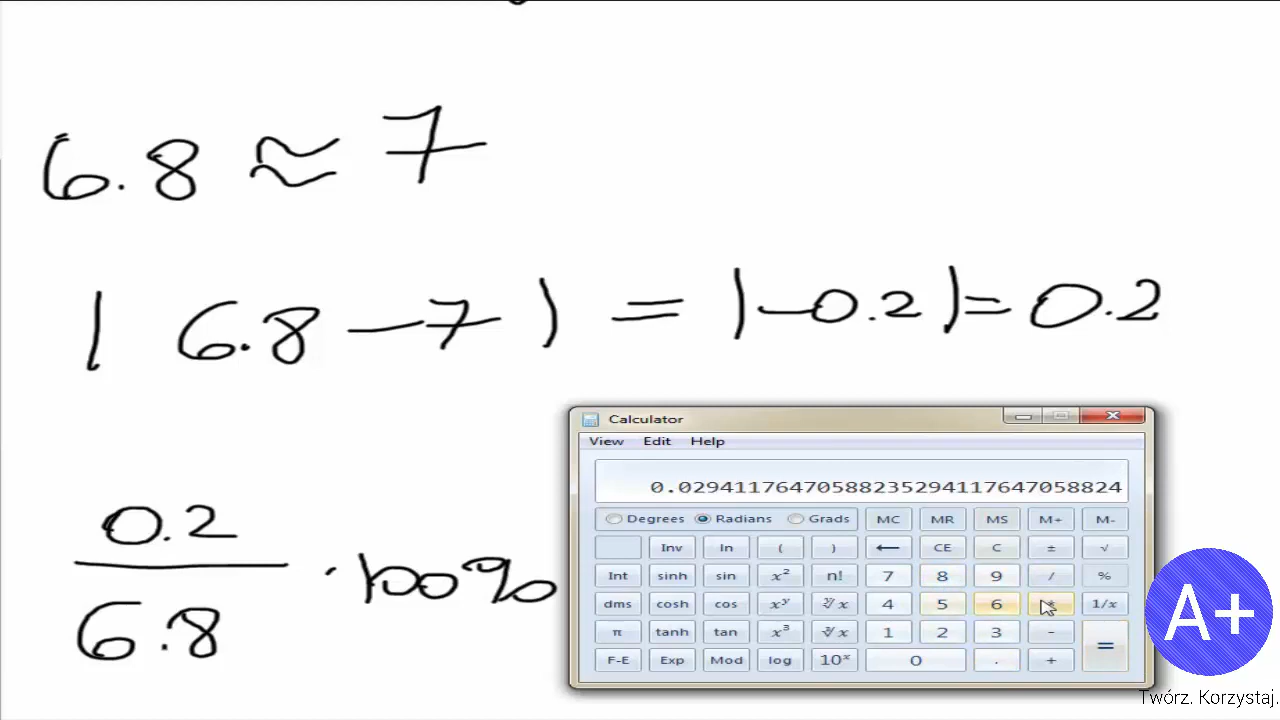 6.8 ≈ 7
| 6.8 - 7 | = |-0.2| = 0.2
0.2
6.8
· 100%
Calculator
View Edit Help
0.02941176470588235294117647058824
Degrees Radians Grads MC MR MS M+ M-
Inv ln ( ) ← CE C ± √
Int sinh sin x² n! 7 8 9 / %
dms cosh cos xʸ ʸ√x 4 5 6 * 1/x
π tanh tan x³ ³√x 1 2 3 - =
F-E Exp Mod log 10ˣ 0 . +
A+
Twórz. Korzystaj.